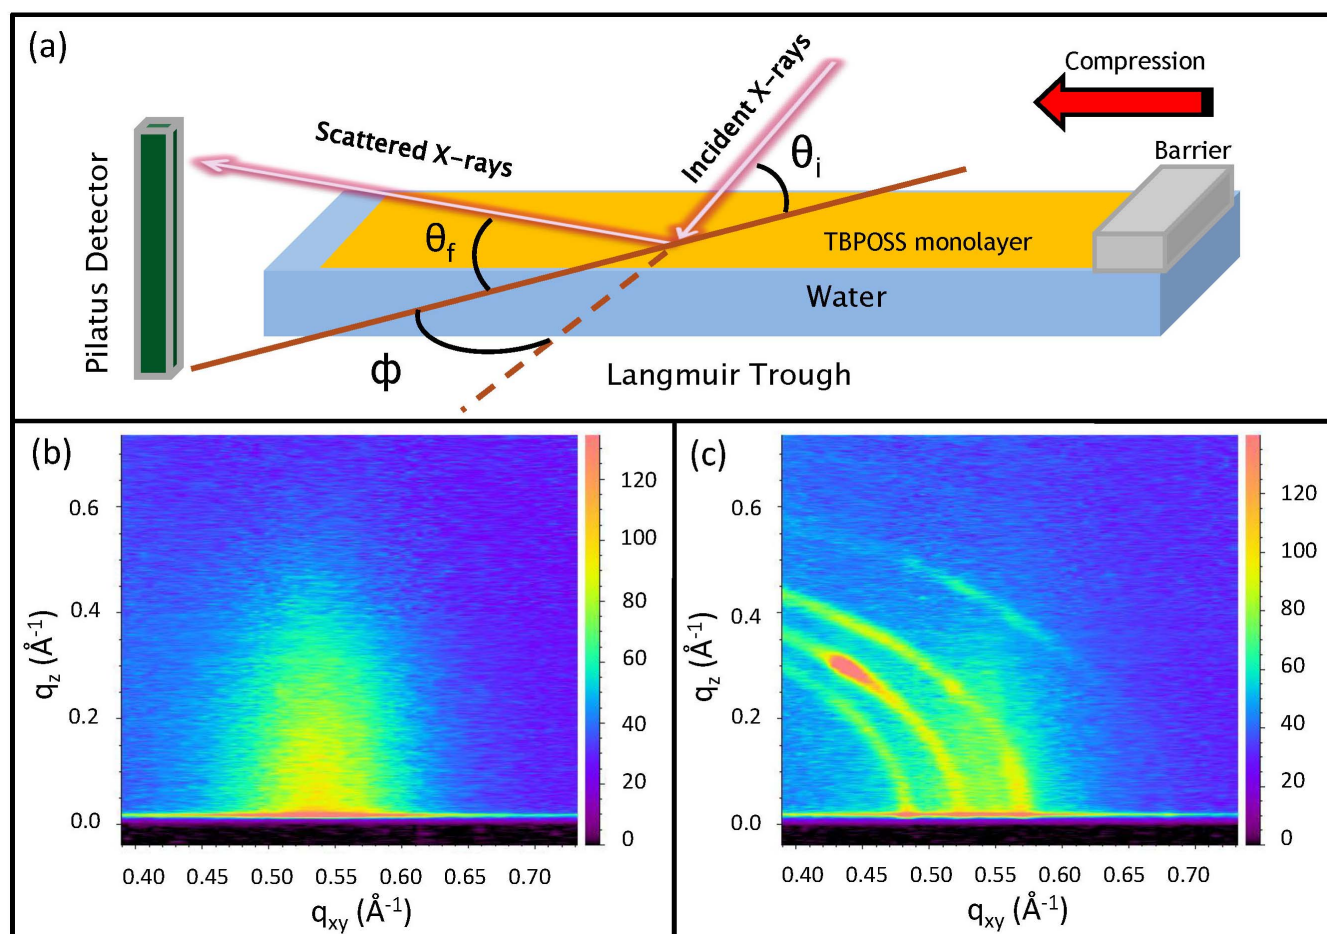 (a)
Compression
Incident X-rays
Scattered X-rays
θi
Barrier
Pilatus Detector
θf
TBPOSS monolayer
Water
ϕ
Langmuir Trough
(b)
qz (Å-1)
0.6
0.4
0.2
0.0
0.40 0.50 0.55 0.60 0.65 0.70
qxy (Å-1)
120
100
80
60
40
20
0
(c)
qz (Å-1)
0.6
0.4
0.2
0.0
0.40 0.45 0.50 0.55 0.60 0.70
qxy (Å-1)
120
100
80
60
40
20
0